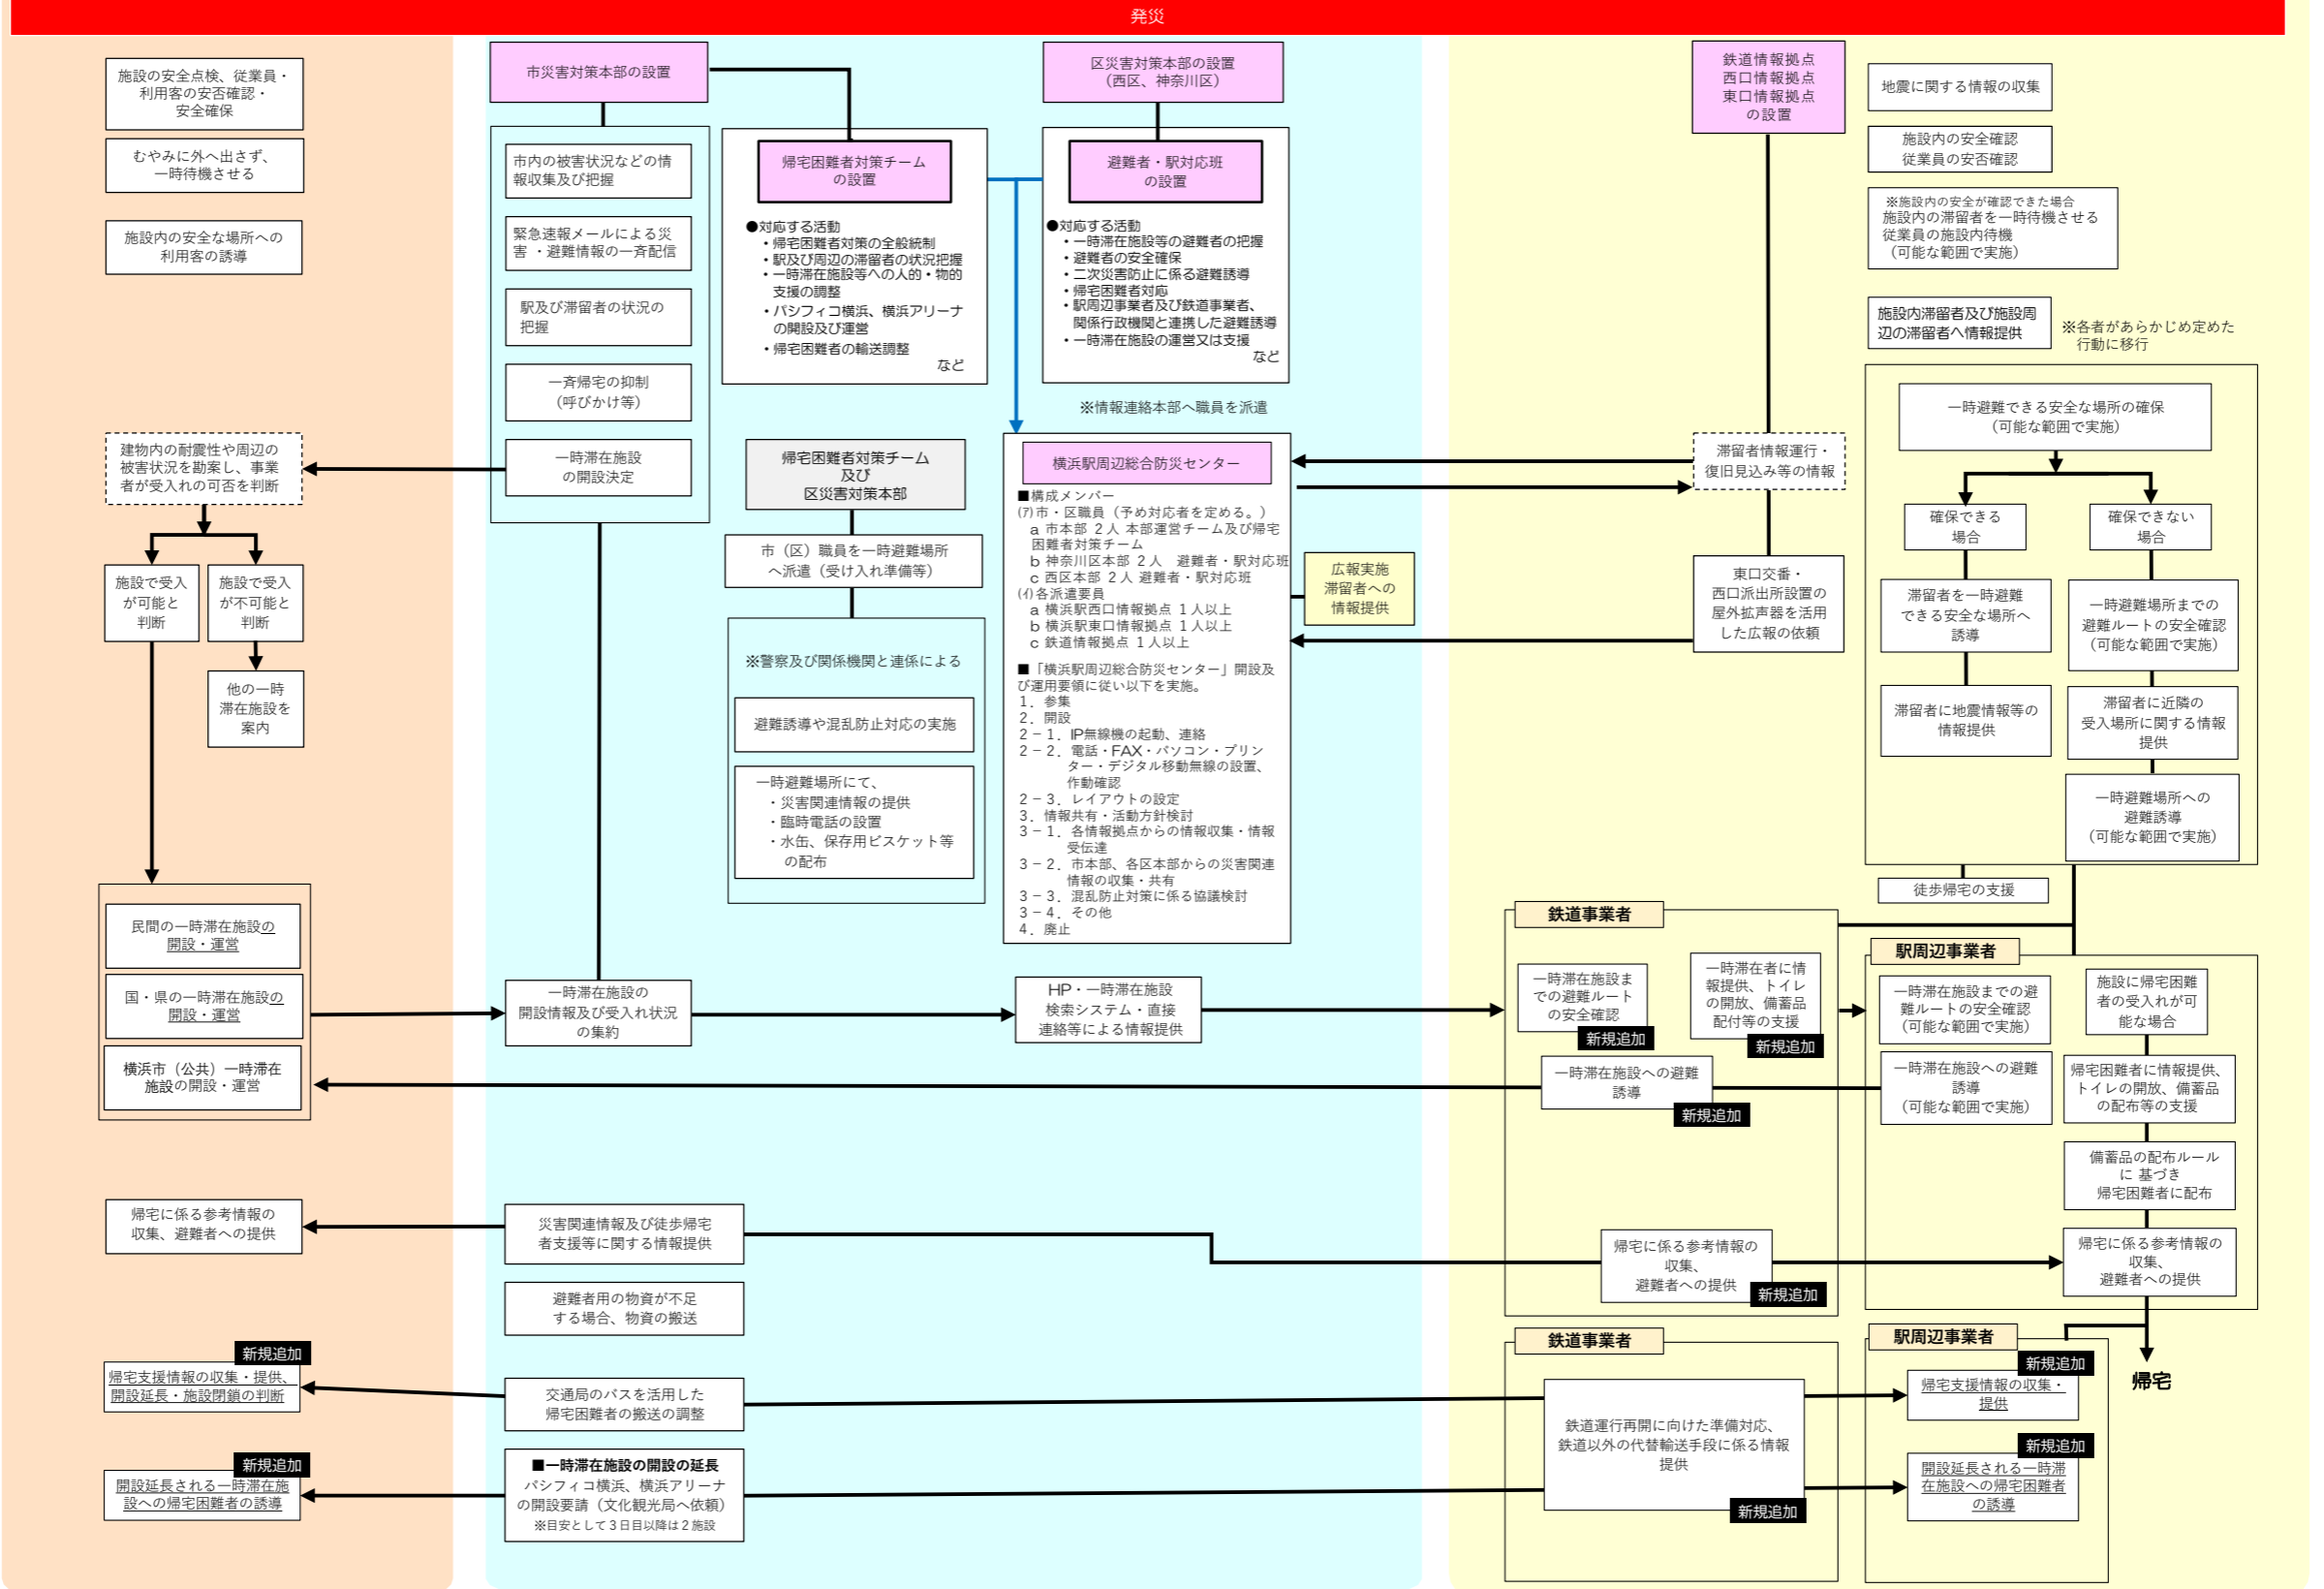 発災
施設の安全点検、従業員・
利用客の安否確認・
安全確保
むやみに外へ出さず、
一時待機させる
施設内の安全な場所への
利用客の誘導
建物内の耐震性や周辺の
被害状況を勘案し、事業
者が受入れの可否を判断
施設で受入
が可能と
判断
施設で受入
が不可能と
判断
他の一時
滞在施設を
案内
民間の一時滞在施設の
開設・運営
国・県の一時滞在施設の
開設・運営
横浜市（公共）一時滞在
施設の開設・運営
帰宅に係る参考情報の
収集、避難者への提供
新規追加
帰宅支援情報の収集・提供、
開設延長・施設閉鎖の判断
新規追加
開設延長される一時滞在施
設への帰宅困難者の誘導
市災害対策本部の設置
市内の被害状況などの情
報収集及び把握
緊急速報メールによる災
害 ・避難情報の一斉配信
駅及び滞留者の状況の
把握
一斉帰宅の抑制
（呼びかけ等）
一時滞在施設
の開設決定
帰宅困難者対策チーム
の設置
●対応する活動
・帰宅困難者対策の全般統制
・駅及び周辺の滞留者の状況把握
・一時滞在施設等への人的・物的
支援の調整
・パシフィコ横浜、横浜アリーナ
の開設及び運営
・帰宅困難者の輸送調整
など
区災害対策本部の設置
（西区、神奈川区）
避難者・駅対応班
の設置
●対応する活動
・一時滞在施設等の避難者の把握
・避難者の安全確保
・二次災害防止に係る避難誘導
・帰宅困難者対応
・駅周辺事業者及び鉄道事業者、
関係行政機関と連携した避難誘導
・一時滞在施設の運営又は支援
など
※情報連絡本部へ職員を派遣
帰宅困難者対策チーム
及び
区災害対策本部
市（区）職員を一時避難場所
へ派遣（受け入れ準備等）
※警察及び関係機関と連係による
避難誘導や混乱防止対応の実施
一時避難場所にて、
・災害関連情報の提供
・臨時電話の設置
・水缶、保存用ビスケット等
の配布
横浜駅周辺総合防災センター
■構成メンバー
(ｱ)市・区職員（予め対応者を定める。）
a 市本部 2人 本部運営チーム及び帰宅
困難者対策チーム
b 神奈川区本部 2人　避難者・駅対応班
c 西区本部 2人 避難者・駅対応班
(ｲ)各派遣要員
a 横浜駅西口情報拠点 1人以上
b 横浜駅東口情報拠点 1人以上
c 鉄道情報拠点 1人以上
■「横浜駅周辺総合防災センター」開設及
び運用要領に従い以下を実施。
1．参集
2．開設
2－1．IP無線機の起動、連絡
2－2．電話・FAX・パソコン・プリン
ター・デジタル移動無線の設置、
作動確認
2－3．レイアウトの設定
3．情報共有・活動方針検討
3－1．各情報拠点からの情報収集・情報
受伝達
3－2．市本部、各区本部からの災害関連
情報の収集・共有
3－3．混乱防止対策に係る協議検討
3－4．その他
4．廃止
広報実施
滞留者への
情報提供
一時滞在施設の
開設情報及び受入れ状況
の集約
HP・一時滞在施設
検索システム・直接
連絡等による情報提供
災害関連情報及び徒歩帰宅
者支援等に関する情報提供
避難者用の物資が不足
する場合、物資の搬送
交通局のバスを活用した
帰宅困難者の搬送の調整
■一時滞在施設の開設の延長
パシフィコ横浜、横浜アリーナ
の開設要請（文化観光局へ依頼）
※目安として3日目以降は2施設
鉄道情報拠点
西口情報拠点
東口情報拠点
の設置
滞留者情報運行・
復旧見込み等の情報
東口交番・
西口派出所設置の
屋外拡声器を活用
した広報の依頼
地震に関する情報の収集
施設内の安全確認
従業員の安否確認
※施設内の安全が確認できた場合
施設内の滞留者を一時待機させる
従業員の施設内待機
（可能な範囲で実施）
施設内滞留者及び施設周
辺の滞留者へ情報提供
※各者があらかじめ定めた
行動に移行
一時避難できる安全な場所の確保
（可能な範囲で実施）
確保できる
場合
確保できない
場合
滞留者を一時避難
できる安全な場所へ
誘導
一時避難場所までの
避難ルートの安全確認
（可能な範囲で実施）
滞留者に地震情報等の
情報提供
滞留者に近隣の
受入場所に関する情報
提供
一時避難場所への
避難誘導
（可能な範囲で実施）
徒歩帰宅の支援
鉄道事業者
一時滞在施設ま
での避難ルート
の安全確認
新規追加
一時滞在者に情
報提供、トイレ
の開放、備蓄品
配付等の支援
新規追加
一時滞在施設への避難
誘導
新規追加
帰宅に係る参考情報の
収集、
避難者への提供
新規追加
駅周辺事業者
一時滞在施設までの避
難ルートの安全確認
（可能な範囲で実施）
施設に帰宅困難
者の受入れが可
能な場合
一時滞在施設への避難
誘導
（可能な範囲で実施）
帰宅困難者に情報提供、
トイレの開放、備蓄品
の配布等の支援
備蓄品の配布ルール
に 基づき
帰宅困難者に配布
帰宅に係る参考情報の
収集、
避難者への提供
鉄道事業者
鉄道運行再開に向けた準備対応、
鉄道以外の代替輸送手段に係る情報
提供
新規追加
駅周辺事業者
新規追加
帰宅支援情報の収集・
提供
新規追加
開設延長される一時滞
在施設への帰宅困難者
の誘導
帰宅